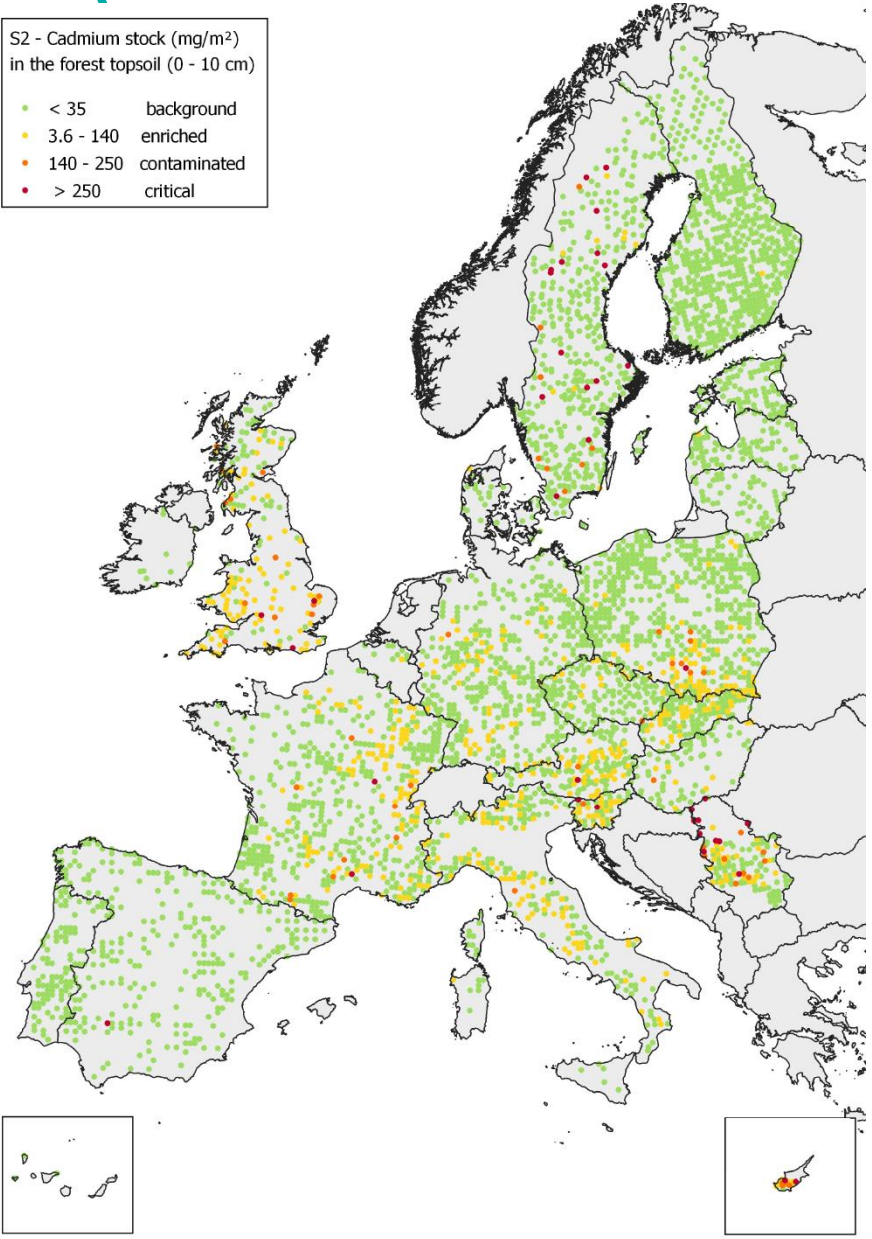 S2 - Cadmium stock (mg/m²)
in the forest topsoil (0 - 10 cm)
< 35 background
3.6 - 140 enriched
140 - 250 contaminated
> 250 critical